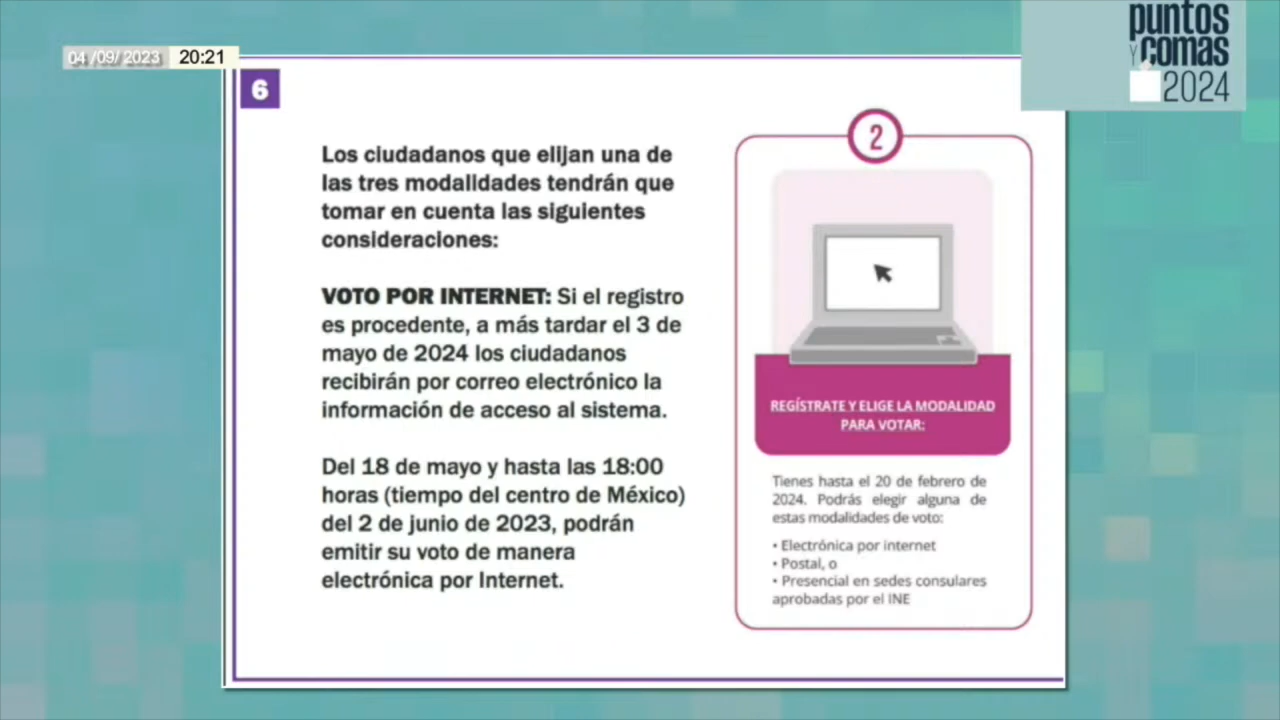 04 /09/ 2023 20:21
puntos
y comas
2024
6
Los ciudadanos que elijan una de
las tres modalidades tendrán que
tomar en cuenta las siguientes
consideraciones:
VOTO POR INTERNET: Si el registro
es procedente, a más tardar el 3 de
mayo de 2024 los ciudadanos
recibirán por correo electrónico la
información de acceso al sistema.
Del 18 de mayo y hasta las 18:00
horas (tiempo del centro de México)
del 2 de junio de 2023, podrán
emitir su voto de manera
electrónica por Internet.
2
REGÍSTRATE Y ELIGE LA MODALIDAD
PARA VOTAR:
Tienes hasta el 20 de febrero de
2024. Podrás elegir alguna de
estas modalidades de voto:
• Electrónica por internet
• Postal, o
• Presencial en sedes consulares
aprobadas por el INE